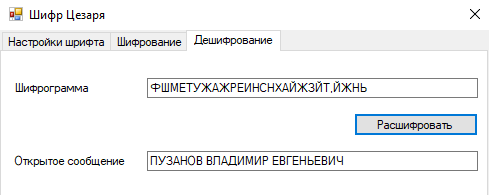 Шифр Цезаря
Настройки шрифта Шифрование Дешифрование
Шифрограмма ФШМЕТУЖАЖРЕИНСНХАЙЖЗЙТ,ЙЖНЬ
Расшифровать
Открытое сообщение ПУЗАНОВ ВЛАДИМИР ЕВГЕНЬЕВИЧ